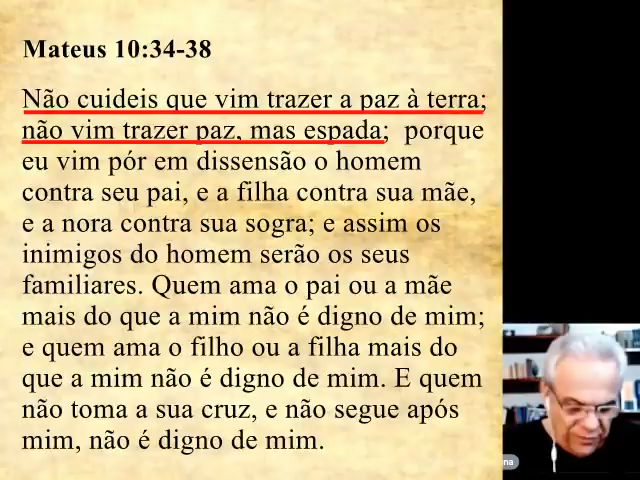 Mateus 10:34-38
Não cuideis que vim trazer a paz à terra;
não vim trazer paz, mas espada;  porque
eu vim pór em dissensão o homem
contra seu pai, e a filha contra sua mãe,
e a nora contra sua sogra; e assim os
inimigos do homem serão os seus
familiares. Quem ama o pai ou a mãe
mais do que a mim não é digno de mim;
e quem ama o filho ou a filha mais do
que a mim não é digno de mim. E quem
não toma a sua cruz, e não segue após
mim, não é digno de mim.